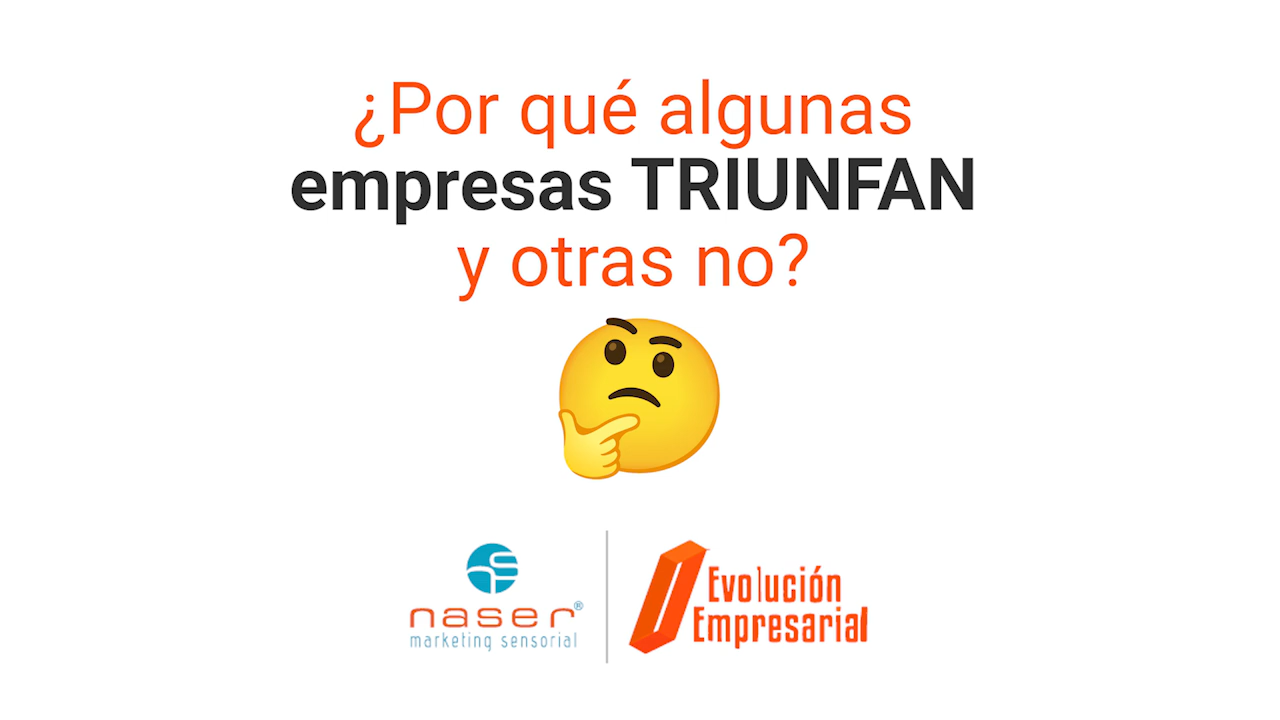 ¿Por qué algunas
empresas TRIUNFAN
y otras no?
naser®
marketing sensorial
Evolución
Empresarial